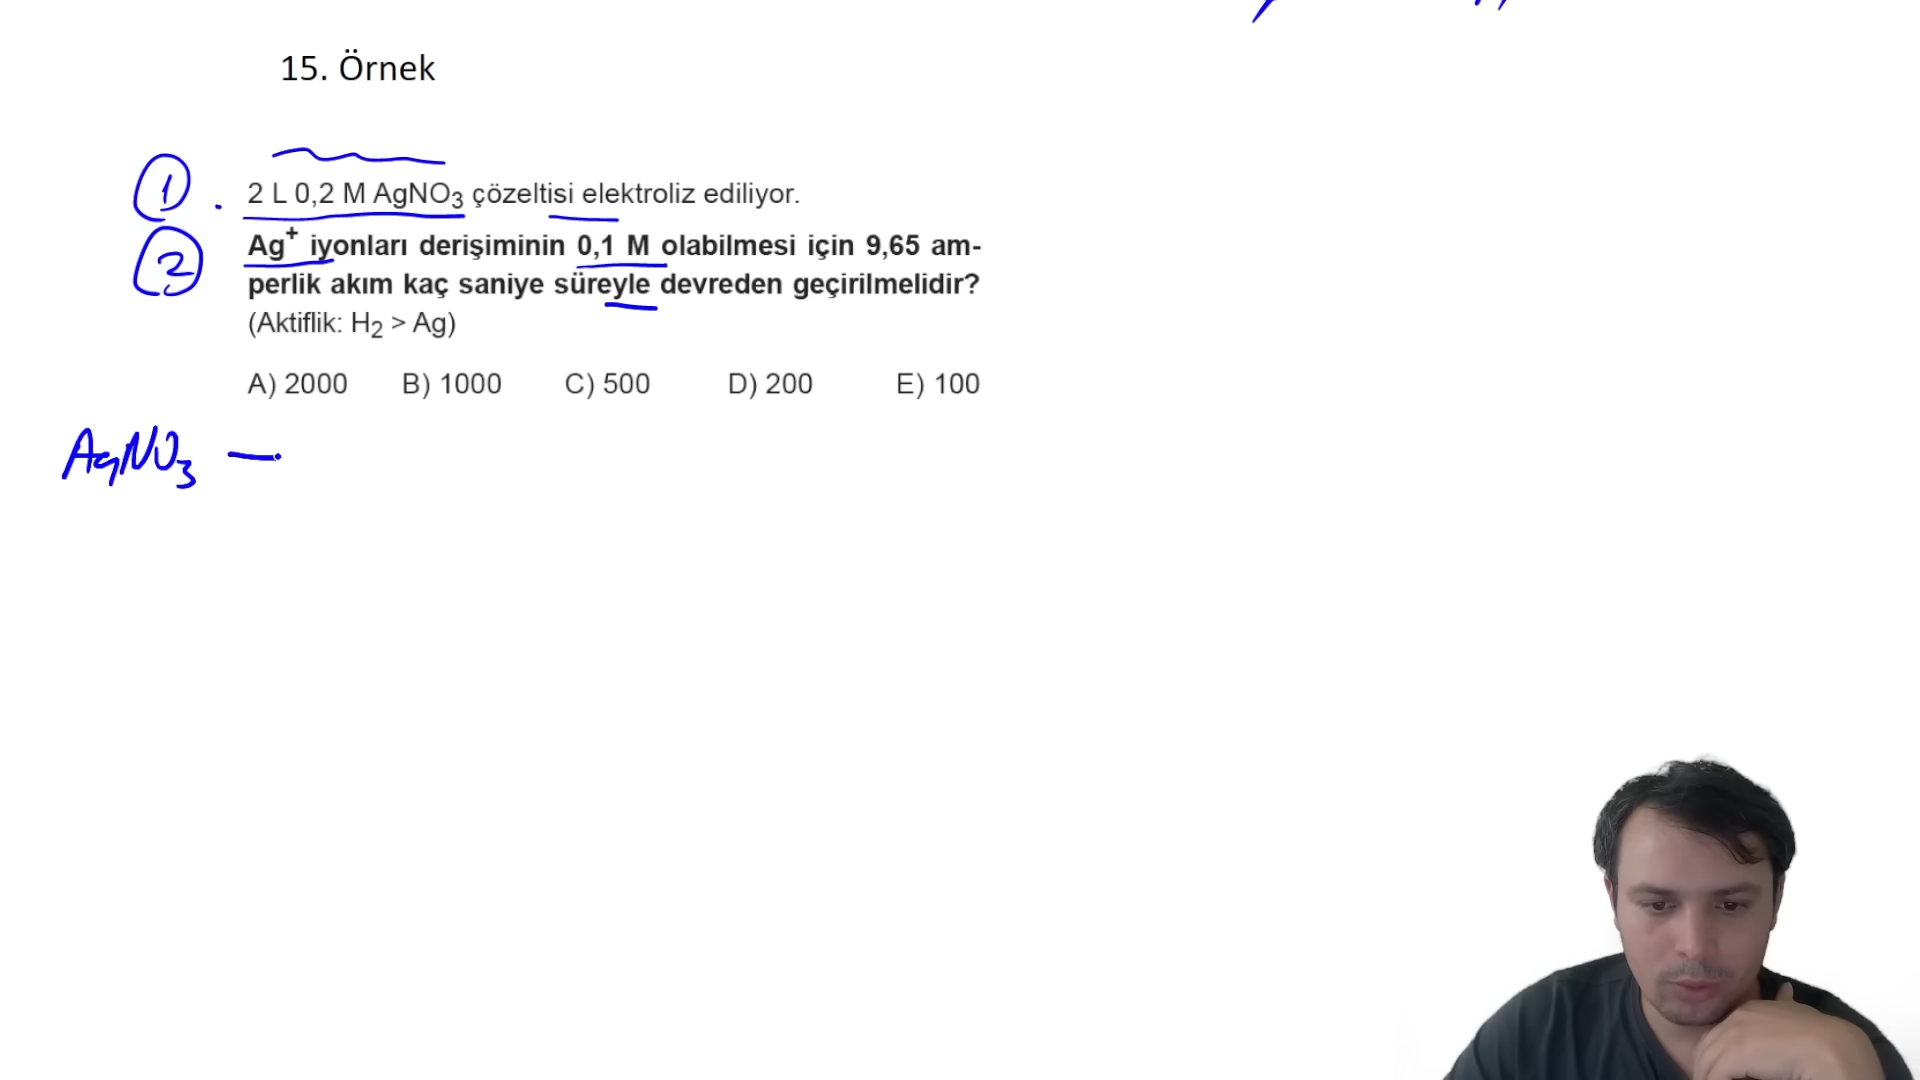 15. Örnek
1 . 2 L 0,2 M AgNO₃ çözeltisi elektroliz ediliyor.
2 Ag⁺ iyonları derişiminin 0,1 M olabilmesi için 9,65 am-
perlik akım kaç saniye süreyle devreden geçirilmelidir?
(Aktiflik: H₂ > Ag)
A) 2000 B) 1000 C) 500 D) 200 E) 100
AgNO₃ —